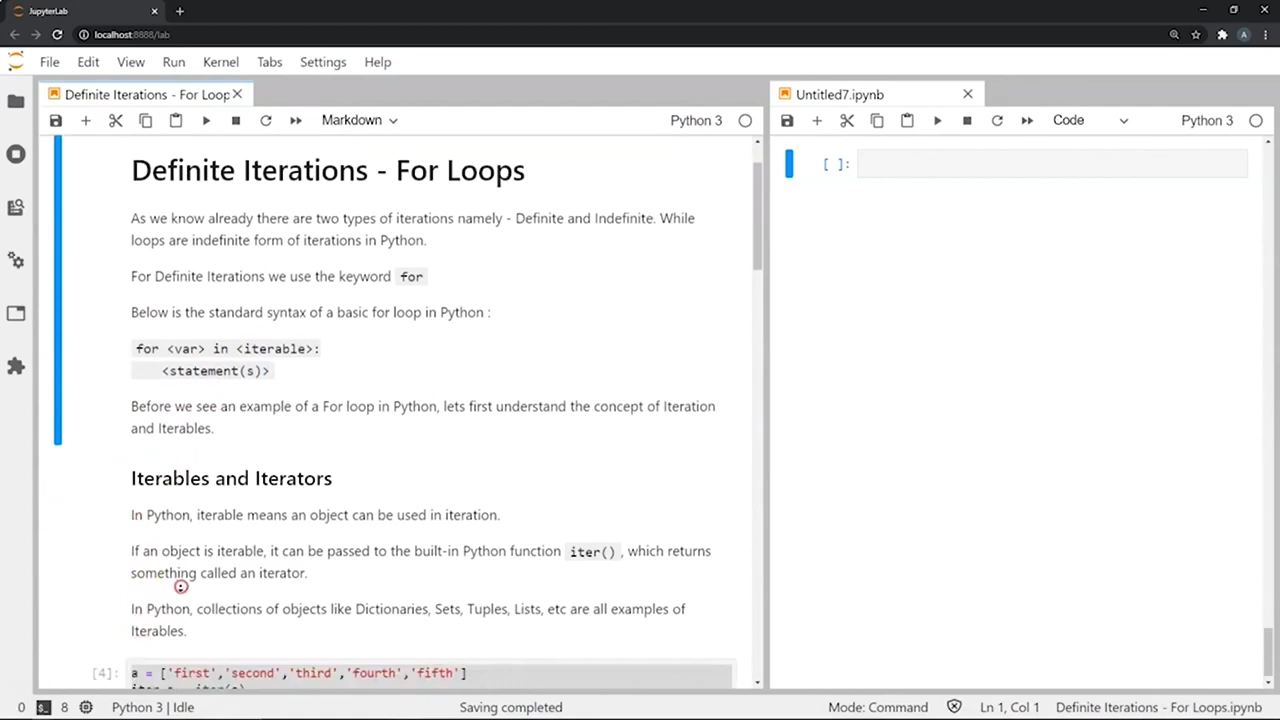 JupyterLab
localhost:8888/lab
A
File Edit View Run Kernel Tabs Settings Help
Definite Iterations - For Loop
Untitled7.ipynb
Markdown
Python 3
Code
Python 3
Definite Iterations - For Loops
As we know already there are two types of iterations namely - Definite and Indefinite. While
loops are indefinite form of iterations in Python.
For Definite Iterations we use the keyword for
Below is the standard syntax of a basic for loop in Python :
for <var> in <iterable>:
<statement(s)>
Before we see an example of a For loop in Python, lets first understand the concept of Iteration
and Iterables.
Iterables and Iterators
In Python, iterable means an object can be used in iteration.
If an object is iterable, it can be passed to the built-in Python function iter() , which returns
something called an iterator.
In Python, collections of objects like Dictionaries, Sets, Tuples, Lists, etc are all examples of
Iterables.
[4]: a = ['first','second','third','fourth','fifth']
[ ]:
0 8 Python 3 | Idle Saving completed Mode: Command Ln 1, Col 1 Definite Iterations - For Loops.ipynb